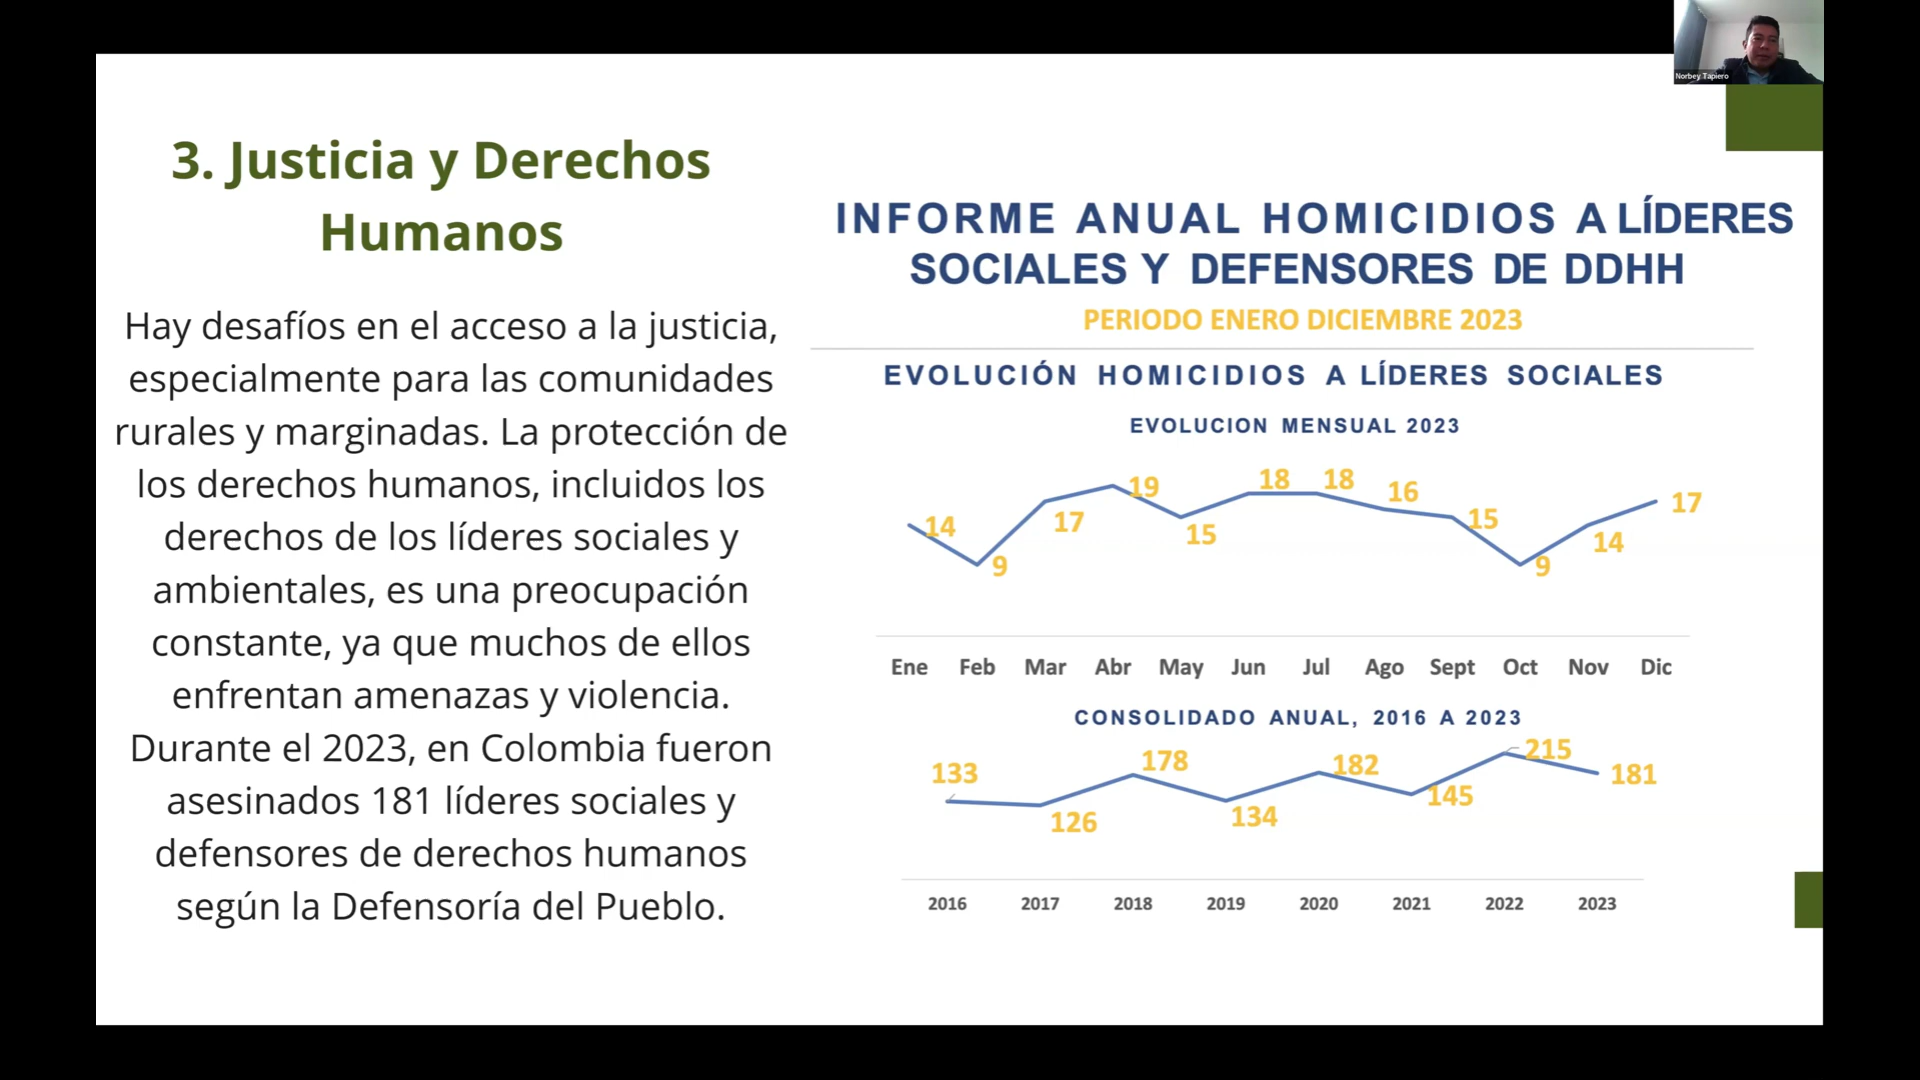 Norbey Tapiero
3. Justicia y Derechos
Humanos
Hay desafíos en el acceso a la justicia,
especialmente para las comunidades
rurales y marginadas. La protección de
los derechos humanos, incluidos los
derechos de los líderes sociales y
ambientales, es una preocupación
constante, ya que muchos de ellos
enfrentan amenazas y violencia.
Durante el 2023, en Colombia fueron
asesinados 181 líderes sociales y
defensores de derechos humanos
según la Defensoría del Pueblo.
INFORME ANUAL HOMICIDIOS A LÍDERES
SOCIALES Y DEFENSORES DE DDHH
PERIODO ENERO DICIEMBRE 2023
EVOLUCIÓN HOMICIDIOS A LÍDERES SOCIALES
EVOLUCION MENSUAL 2023
14 9 17 19 15 18 18 16 15 9 14 17
Ene Feb Mar Abr May Jun Jul Ago Sept Oct Nov Dic
CONSOLIDADO ANUAL, 2016 A 2023
133 126 178 134 182 145 215 181
2016 2017 2018 2019 2020 2021 2022 2023